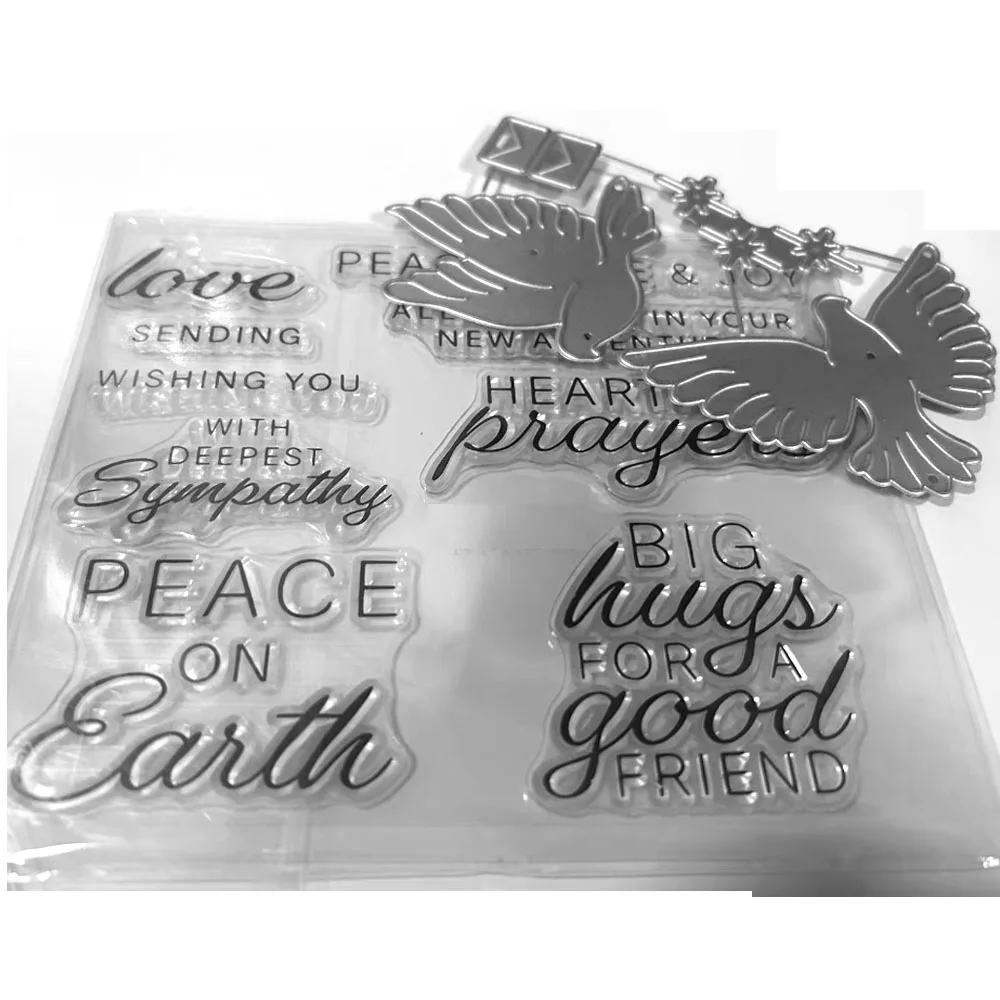 love
SENDING
WISHING YOU
WITH
DEEPEST
Sympathy
PEACE
ON
Earth
& JOY
IN YOUR
NEW
prayers
BIG
hugs
FOR A
good
FRIEND